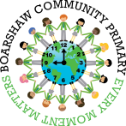 BOARSHAW COMMUNITY PRIMARY
EVERY MOMENT MATTERS